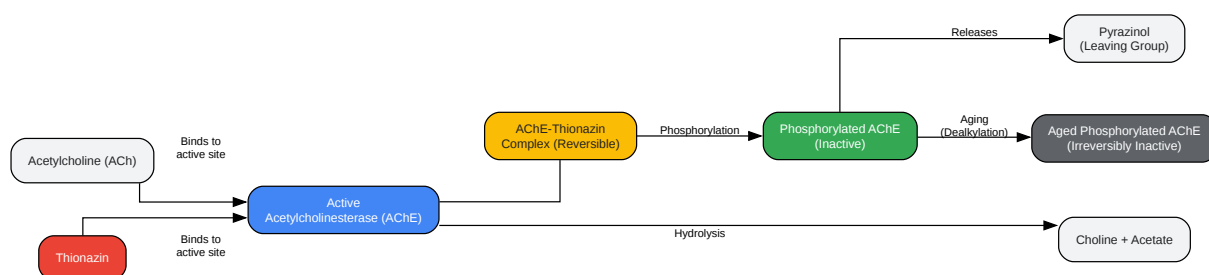 Releases
Pyrazinol
(Leaving Group)
Acetylcholine (ACh)
Binds to
active site
AChE-Thionazin
Complex (Reversible)
Phosphorylation
Phosphorylated AChE
(Inactive)
Aging
(Dealkylation)
Aged Phosphorylated AChE
(Irreversibly Inactive)
Active
Acetylcholinesterase (AChE)
Thionazin
Binds to
active site
Hydrolysis
Choline + Acetate